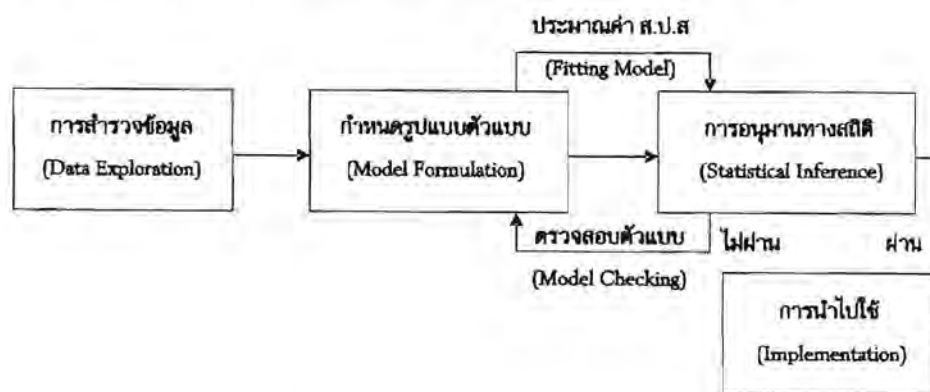 ประมาณค่า ส.ป.ส
(Fitting Model)
การสำรวจข้อมูล
(Data Exploration)
กำหนดรูปแบบตัวแบบ
(Model Formulation)
การอนุมานทางสถิติ
(Statistical Inference)
ตรวจสอบตัวแบบ
(Model Checking)
ไม่ผ่าน
ผ่าน
การนำไปใช้
(Implementation)